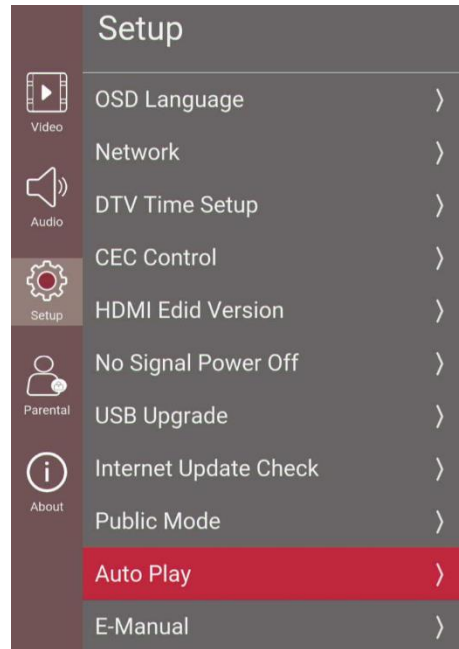 Setup
Video
Audio
Setup
Parental
About
OSD Language
Network
DTV Time Setup
CEC Control
HDMI Edid Version
No Signal Power Off
USB Upgrade
Internet Update Check
Public Mode
Auto Play
E-Manual